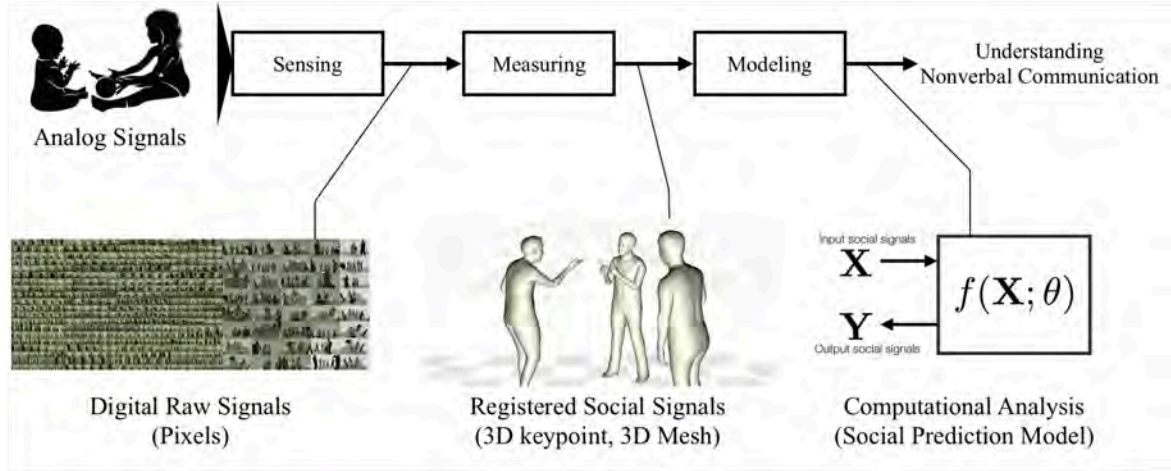 Sensing
Measuring
Modeling
Understanding
Nonverbal Communication
Analog Signals
Input social signals
X
f(X; θ)
Y
Output social signals
Digital Raw Signals
(Pixels)
Registered Social Signals
(3D keypoint, 3D Mesh)
Computational Analysis
(Social Prediction Model)